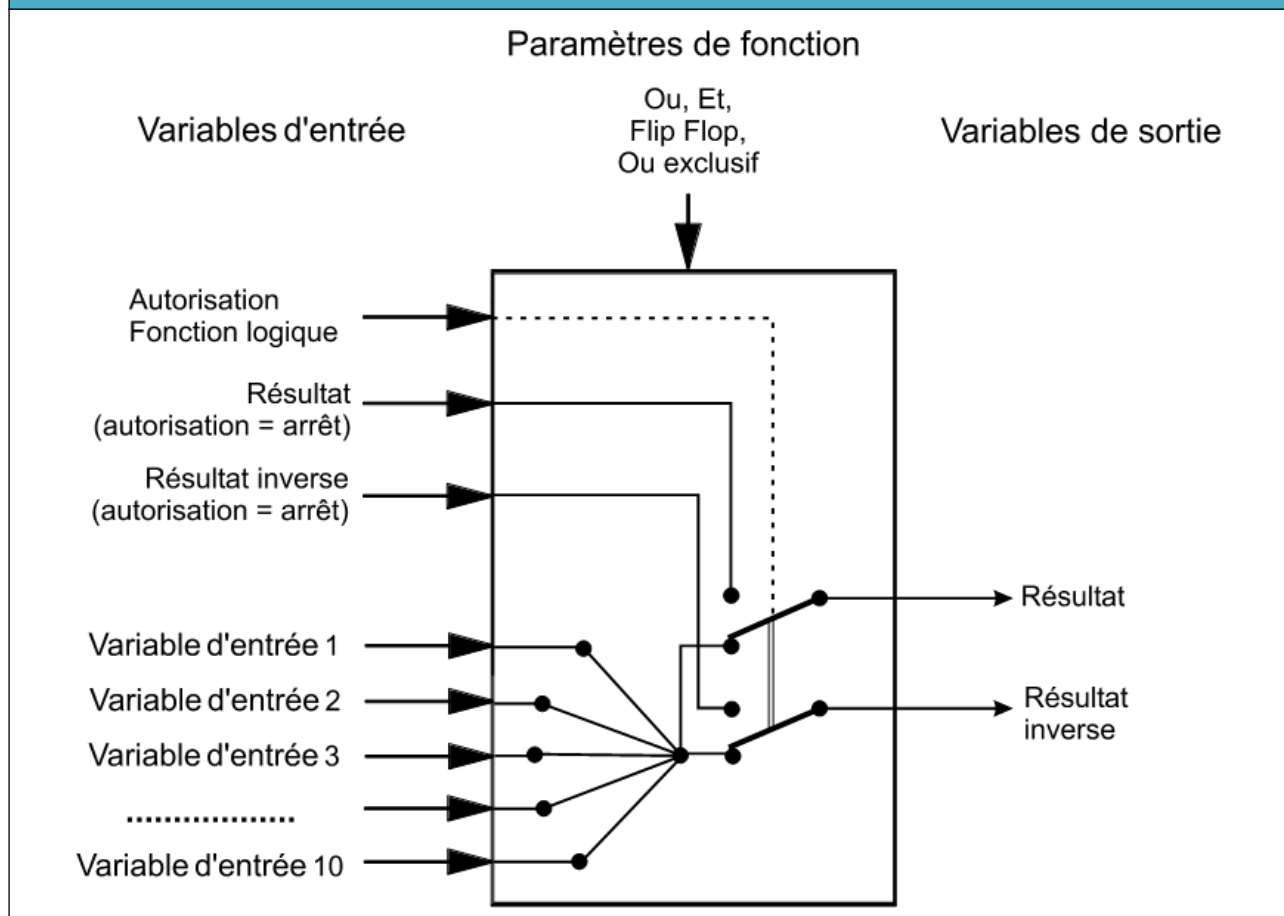 Paramètres de fonction
Ou, Et,
Flip Flop,
Ou exclusif
Variables d'entrée
Variables de sortie
Autorisation
Fonction logique
Résultat
(autorisation = arrêt)
Résultat inverse
(autorisation = arrêt)
Variable d'entrée 1
Variable d'entrée 2
Variable d'entrée 3
..................
Variable d'entrée 10
Résultat
Résultat
inverse